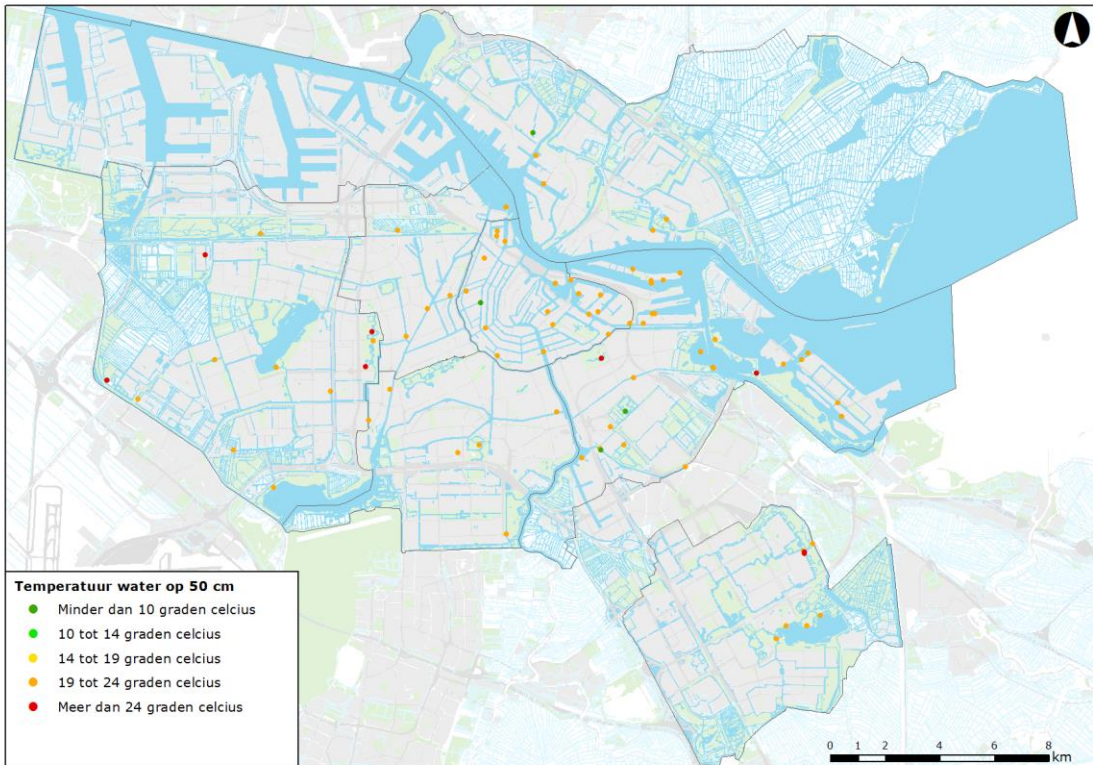 Temperatuur water op 50 cm
Minder dan 10 graden celcius
10 tot 14 graden celcius
14 tot 19 graden celcius
19 tot 24 graden celcius
Meer dan 24 graden celcius
0 1 2 4 6 8
km